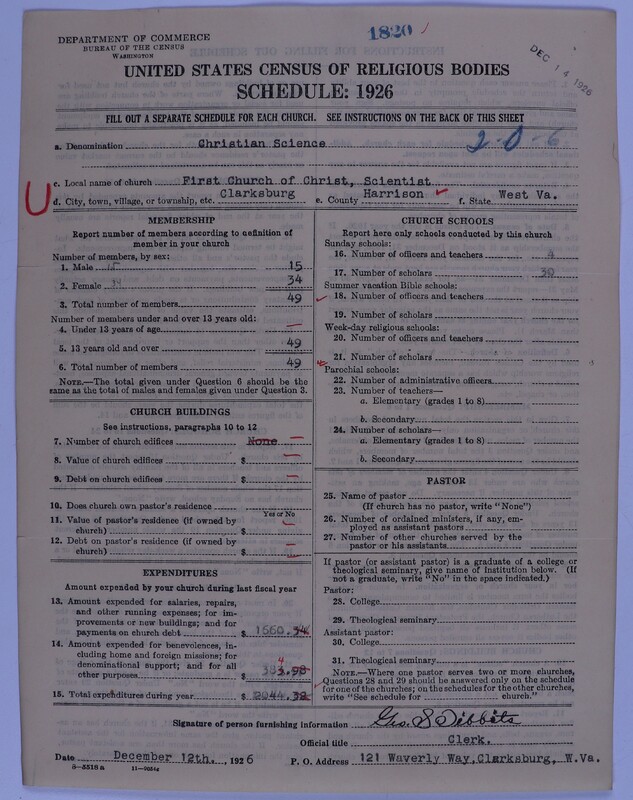 DEPARTMENT OF COMMERCE
BUREAU OF THE CENSUS
WASHINGTON
1820
DEC 14 1926
UNITED STATES CENSUS OF RELIGIOUS BODIES
SCHEDULE: 1926
FILL OUT A SEPARATE SCHEDULE FOR EACH CHURCH. SEE INSTRUCTIONS ON THE BACK OF THIS SHEET
a. Denomination Christian Science 2-0-6
c. Local name of church First Church of Christ, Scientist
d. City, town, village, or township, etc. Clarksburg e. County Harrison f. State West Va.
MEMBERSHIP
Report number of members according to definition of
member in your church
Number of members, by sex:
1. Male 15 15
2. Female 34 34
3. Total number of members 49
Number of members under and over 13 years old:
4. Under 13 years of age —
5. 13 years old and over 49
6. Total number of members 49
NOTE.—The total given under Question 6 should be the
same as the total of males and females given under Question 3.
CHURCH BUILDINGS
See instructions, paragraphs 10 to 12
7. Number of church edifices None —
8. Value of church edifices $ —
9. Debt on church edifices $ —
10. Does church own pastor's residence
Yes or No
11. Value of pastor's residence (if owned by
church) $ —
12. Debt on pastor's residence (if owned by
church) $ —
EXPENDITURES
Amount expended by your church during last fiscal year
13. Amount expended for salaries, repairs,
and other running expenses; for im-
provements or new buildings; and for
payments on church debt $ 1660.34
14. Amount expended for benevolences, in-
cluding home and foreign missions; for
denominational support; and for all
other purposes $ 383.98 4
15. Total expenditures during year $ 2044.32
CHURCH SCHOOLS
Report here only schools conducted by this church
Sunday schools:
16. Number of officers and teachers 4
17. Number of scholars 30
Summer vacation Bible schools:
18. Number of officers and teachers
19. Number of scholars
Week-day religious schools:
20. Number of officers and teachers
21. Number of scholars
Parochial schools:
22. Number of administrative officers
23. Number of teachers—
a. Elementary (grades 1 to 8)
b. Secondary
24. Number of scholars—
a. Elementary (grades 1 to 8)
b. Secondary
PASTOR
25. Name of pastor
(If church has no pastor, write "None")
26. Number of ordained ministers, if any, em-
ployed as assistant pastors
27. Number of other churches served by the
pastor or his assistants
If pastor (or assistant pastor) is a graduate of a college or
theological seminary, give name of institution below. (If
not a graduate, write "No" in the space indicated.)
Pastor:
28. College
29. Theological seminary
Assistant pastor:
30. College
31. Theological seminary
NOTE.—Where one pastor serves two or more churches,
Questions 28 and 29 should be answered only on the schedule
for one of the churches; on the schedules for the other churches,
write "See schedule for church."
Signature of person furnishing information Geo. S Tibbits
Official title Clerk.
Date December 12th, 1926 P. O. Address 121 Waverly Way, Clarksburg, W.Va.
8—5518a 11—9054